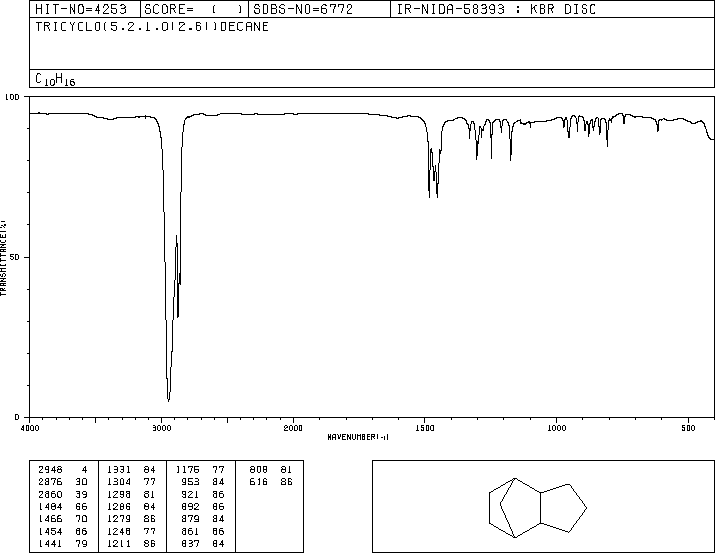 HIT-NO=4253 SCORE= ( ) SDBS-NO=6772 IR-NIDA-58393 : KBR DISC
TRICYCLO(5.2.1.0(2.6))DECANE
C10H16
100
50
0
TRANSMITTANCE(%)
4000 3000 2000 1500 1000 500
WAVENUMBER(-1)
2948 4 1331 84 1176 77 808 81
2876 30 1304 77 953 84 616 86
2860 39 1298 81 921 86
1484 66 1286 84 892 86
1466 70 1279 86 879 84
1454 66 1248 77 861 86
1441 79 1211 86 837 84